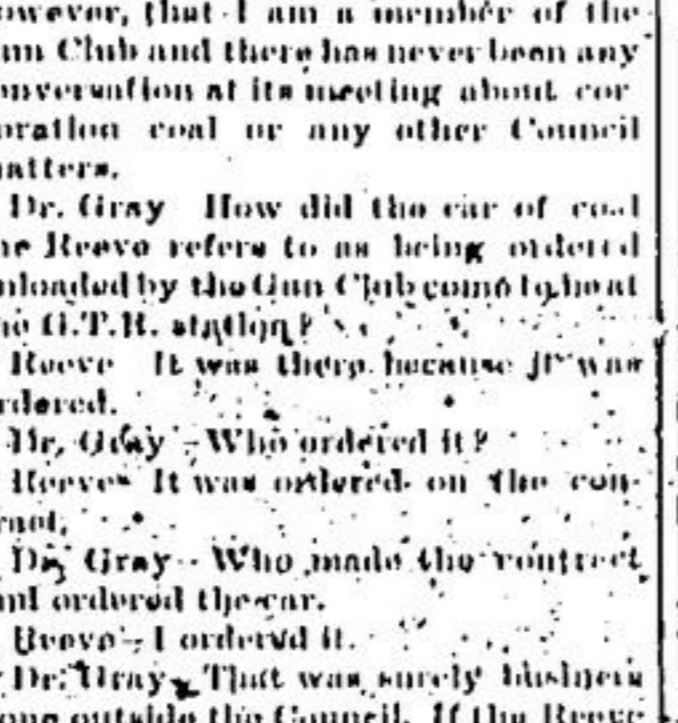 owever, that I am a member of the
un Club and there has never been any
onversation at its meeting about cor
oration coal or any other Council
atters.
Dr. Gray How did the car of coal
he Reeve refers to as being ordered
nloaded by the Gun Club come to be at
he G.T.R. station?
Reeve It was there because it was
rdered.
Dr. Gray - Who ordered it?
Reeve- It was ordered on the con-
ract.
Dr. Gray - Who made the contract
and ordered the car.
Reeve - I ordered it.
Dr. Gray - That was surely business
one outside the Council. If the Reeve